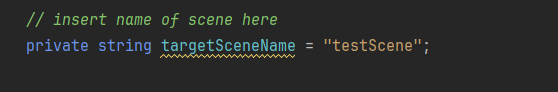 // insert name of scene here
private string targetSceneName = "testScene";